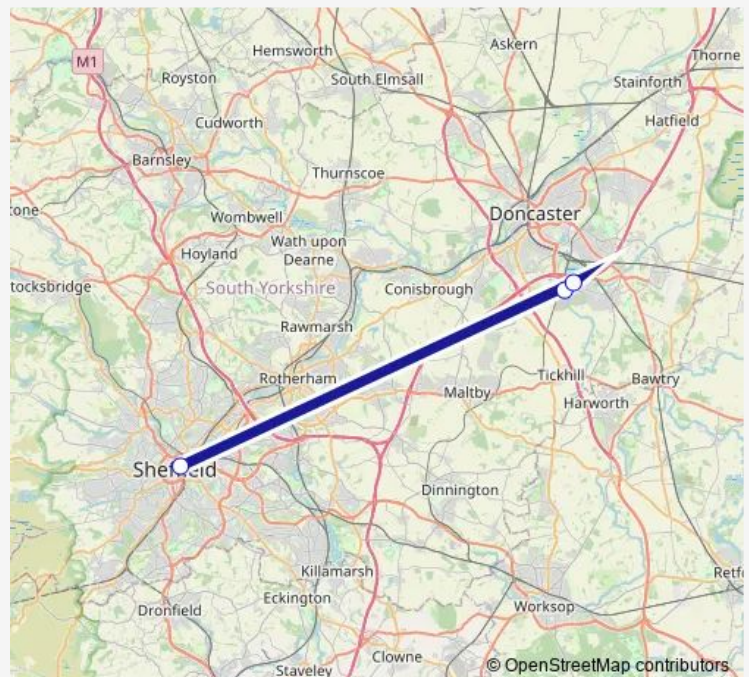 Thorne
Askern
Hemsworth
M1
Royston
South Elmsall
Stainforth
Hatfield
Cudworth
Barnsley
Thurnscoe
tone
Wombwell
Doncaster
Wath upon
Dearne
Hoyland
tocksbridge
South Yorkshire
Conisbrough
Rawmarsh
Rotherham
Tickhill
Bawtry
Maltby
Harworth
Sheffield
Dinnington
Killamarsh
Retf
Eckington
Worksop
Dronfield
Clowne
Staveley
© OpenStreetMap contributors